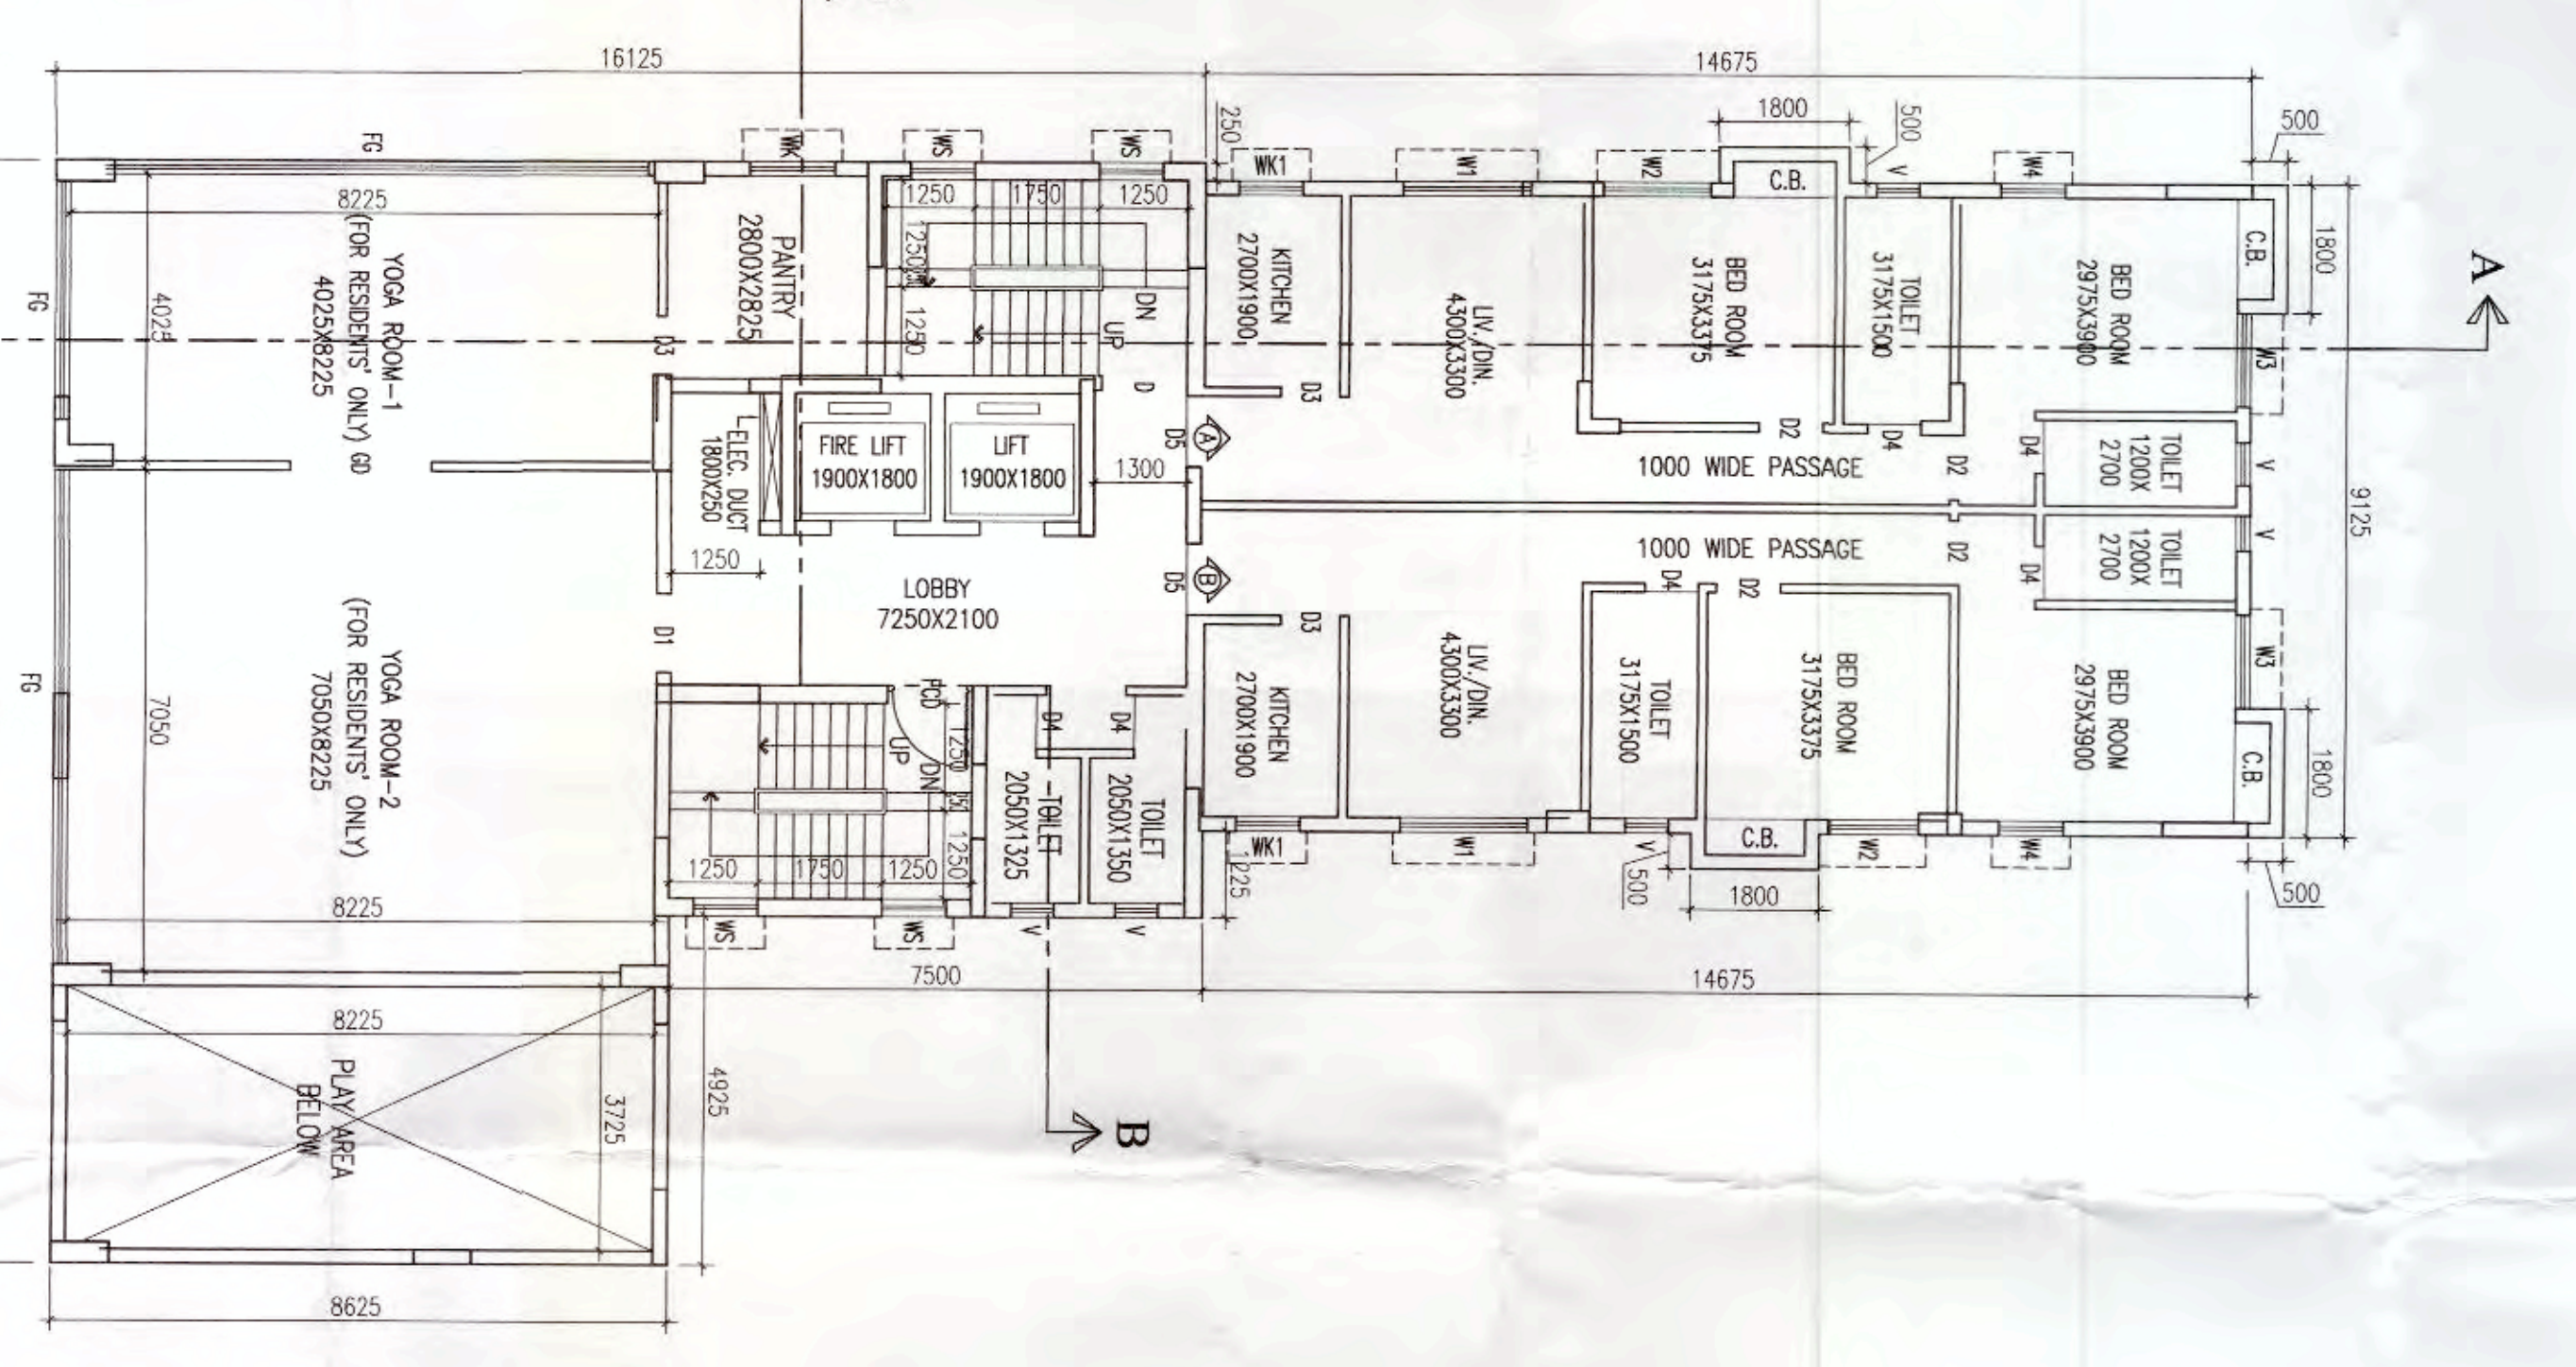 16125
14675
1800
500
500
250
FG
WK
WS
WS
WK1
W1
W2
C.B.
V
W4
8225
1250
1750
1250
1250
1250
DN
UP
D
YOGA ROOM-1
(FOR RESIDENTS' ONLY) GD
4025X8225
4025
FG
D3
PANTRY
2800X2825
KITCHEN
2700X1900
D3
LIV./DIN.
4300X3300
BED ROOM
3175X3375
TOILET
3175X1500
BED ROOM
2975X3900
C.B.
1800
W3
A
ELEC. DUCT
1800X250
FIRE LIFT
1900X1800
LIFT
1900X1800
1300
D5
A
D2
D4
D2
D4
1000 WIDE PASSAGE
TOILET
1200X
2700
V
9125
1250
LOBBY
7250X2100
D5
B
D1
1000 WIDE PASSAGE
D4
D2
D2
D4
TOILET
1200X
2700
V
FG
YOGA ROOM-2
(FOR RESIDENTS' ONLY)
7050X8225
7050
8225
FCD
UP
DN
1250
1250
1250
1750
1250
D4
D4
TOILET
2050X1325
TOILET
2050X1350
D3
KITCHEN
2700X1900
LIV./DIN.
4300X3300
TOILET
3175X1500
BED ROOM
3175X3375
BED ROOM
2975X3900
W3
C.B.
1800
WS
WS
V
V
WK1
1225
W1
V
500
C.B.
1800
W2
W4
500
7500
14675
8225
PLAY AREA
BELOW
3725
4925
B
8625